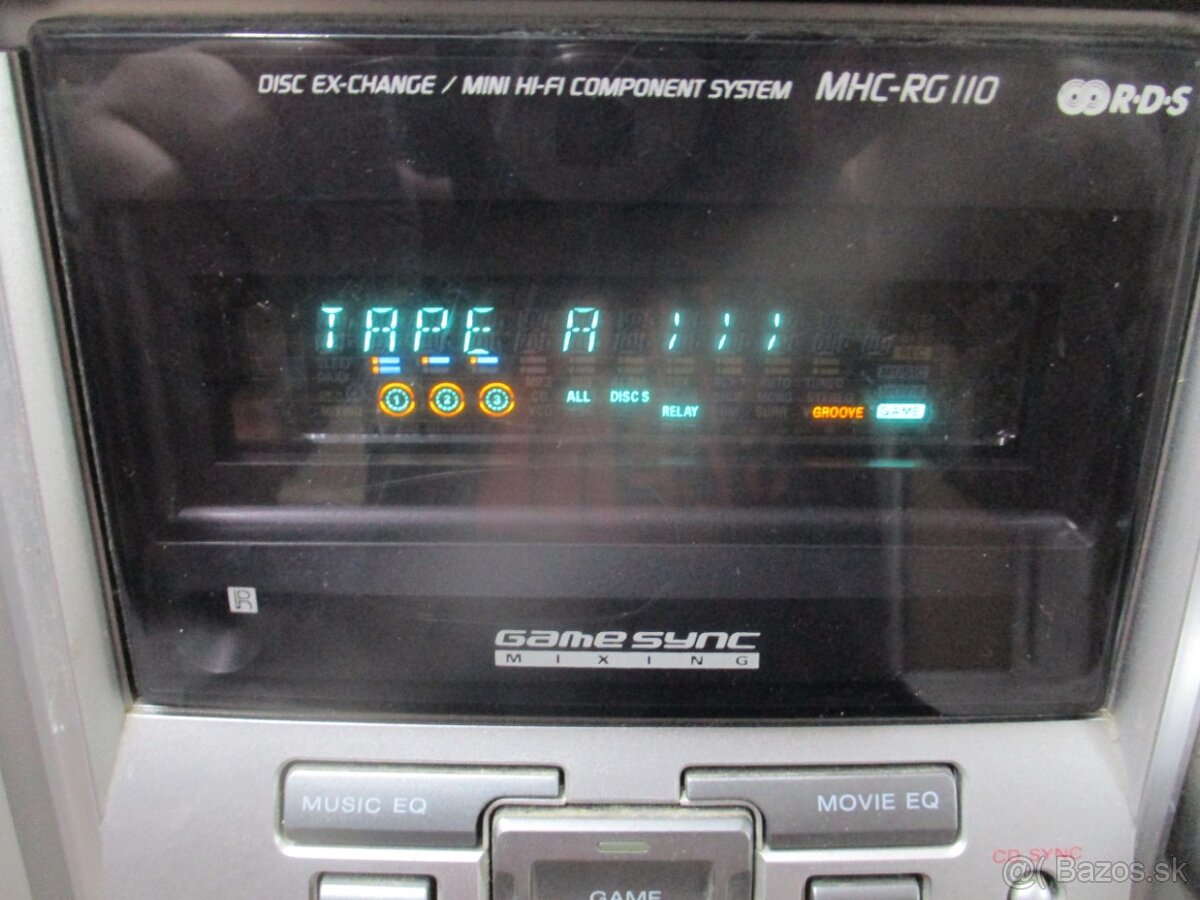 DISC EX-CHANGE / MINI HI-FI COMPONENT SYSTEM MHC-RG110 R·D·S
TAPE A 111
1 2 3 ALL DISCS
RELAY GROOVE GAME
GAME SYNC
MIXING
MUSIC EQ MOVIE EQ
CD SYNC
GAME
@Bazos.sk